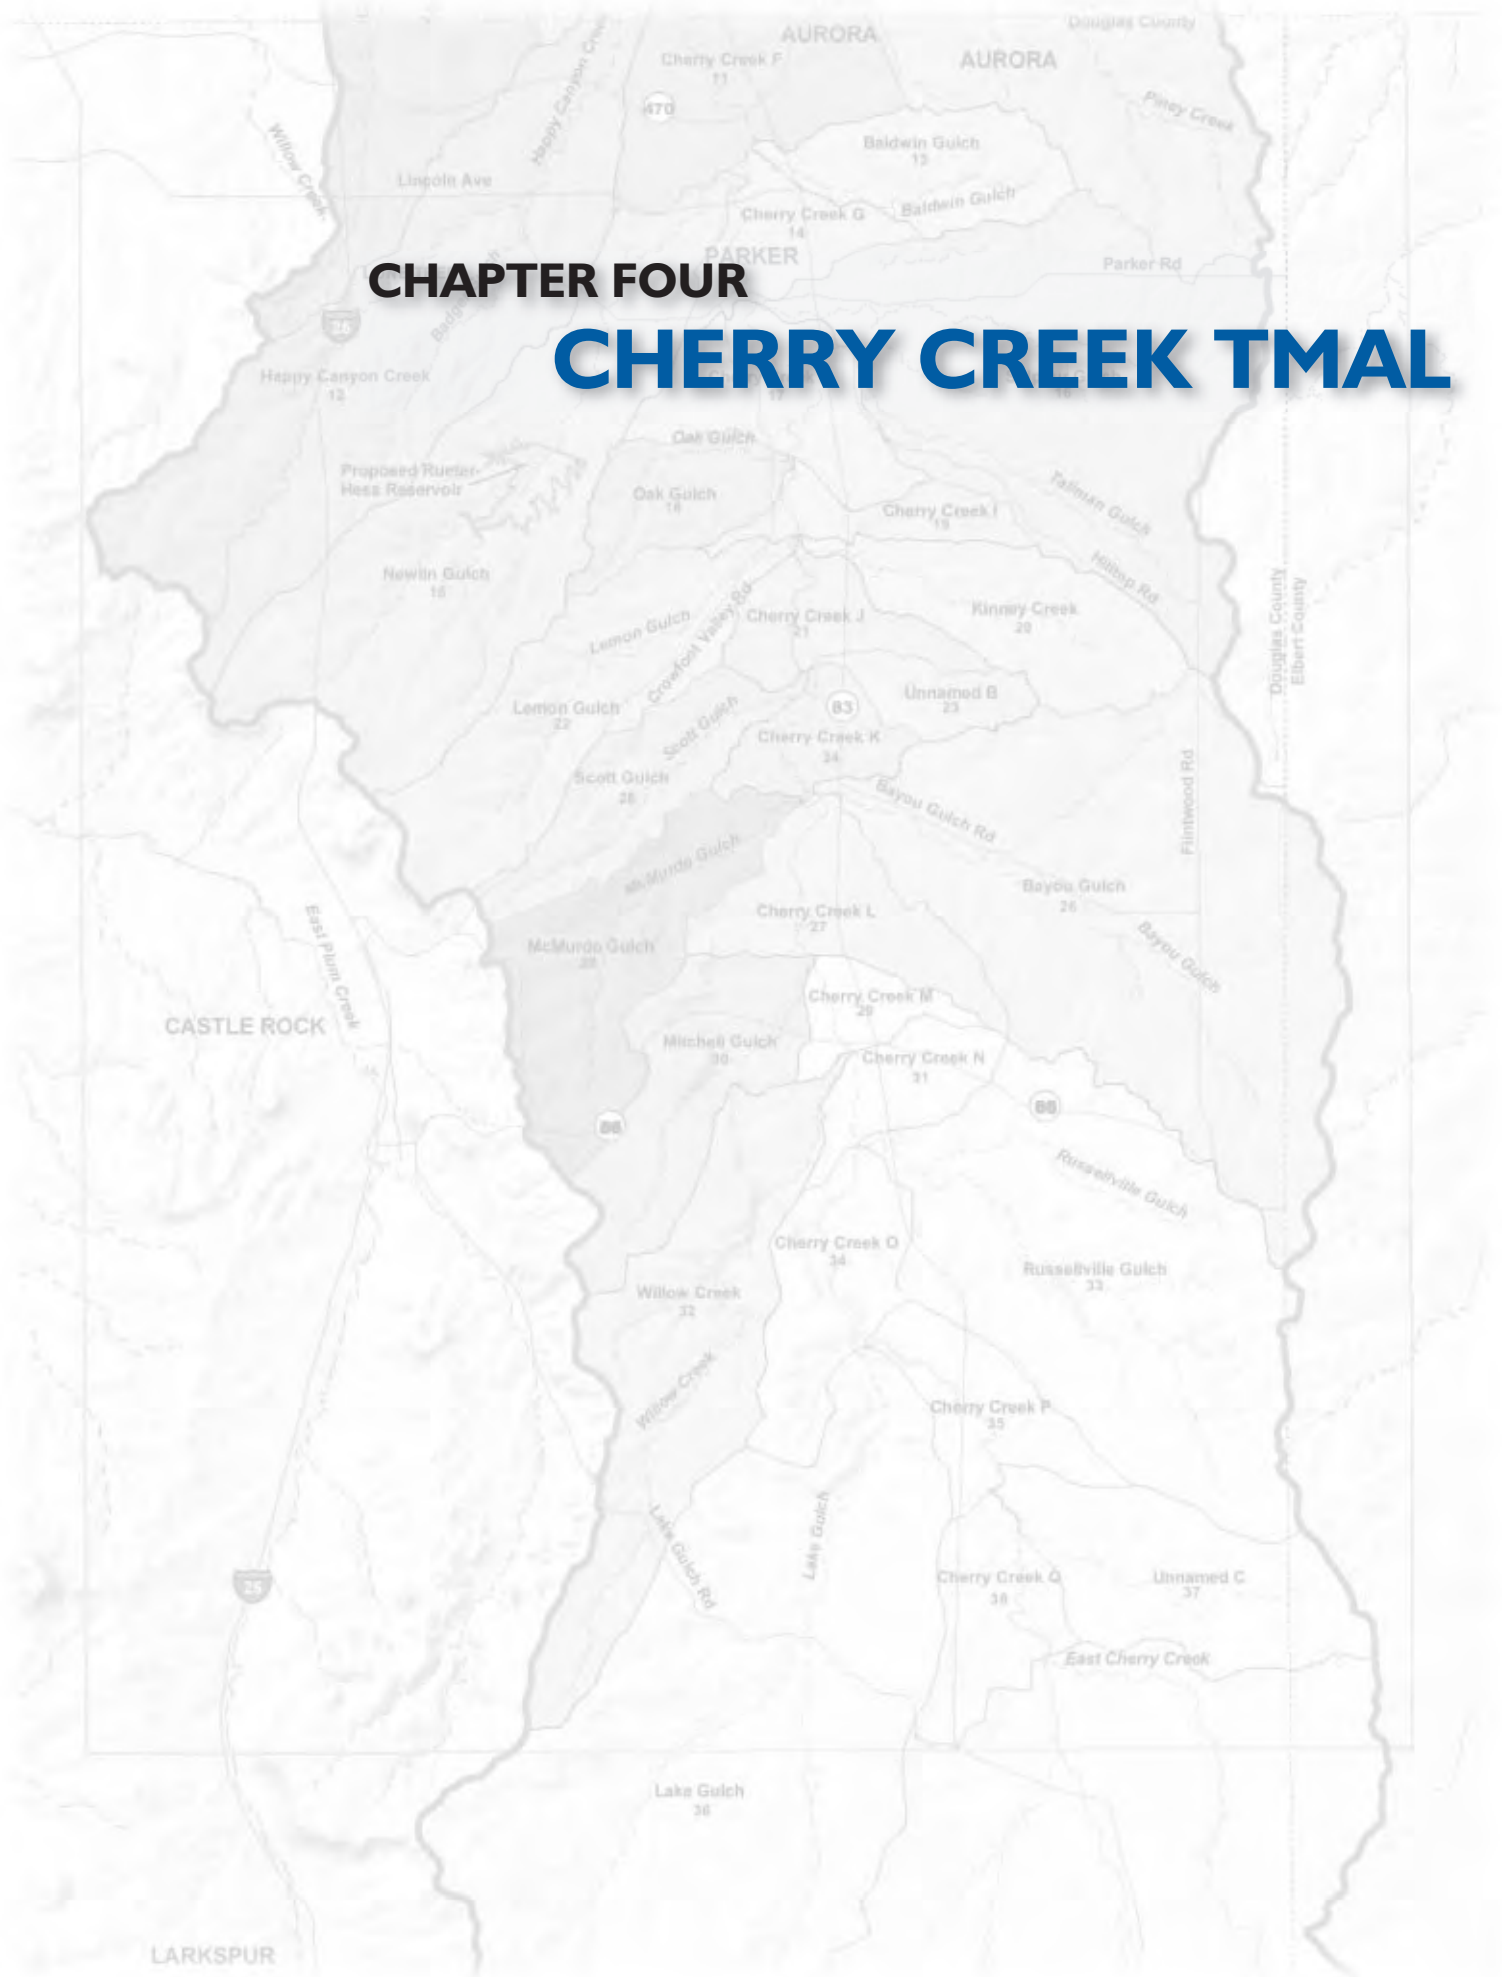 AURORA
Douglas County
Cherry Creek F
11
AURORA
470
Happy Canyon Creek
Piney Creek
Willow Creek
Baldwin Gulch
13
Lincoln Ave
Baldwin Gulch
Cherry Creek G
14
PARKER
Parker Rd
CHAPTER FOUR
25
CHERRY CREEK TMAL
Happy Canyon Creek
12
17
16
Oak Gulch
Proposed Rueter-
Hess Reservoir
Oak Gulch
18
Tallman Gulch
Cherry Creek I
19
Newlin Gulch
15
Hilltop Rd
Douglas County
Elbert County
Lemon Gulch
Crowfoot Valley Rd
Cherry Creek J
21
Kinney Creek
20
Lemon Gulch
22
Scott Gulch
83
Unnamed B
23
Cherry Creek K
24
Scott Gulch
25
Bayou Gulch Rd
Flintwood Rd
McMurdo Gulch
Bayou Gulch
26
Cherry Creek L
27
East Plum Creek
McMurdo Gulch
28
Bayou Gulch
Cherry Creek M
29
CASTLE ROCK
Mitchell Gulch
30
Cherry Creek N
31
86
86
Russellville Gulch
Cherry Creek O
34
Russellville Gulch
33
Willow Creek
32
Willow Creek
Cherry Creek P
35
Lake Gulch Rd
Lake Gulch
25
Cherry Creek Q
38
Unnamed C
37
East Cherry Creek
Lake Gulch
36
LARKSPUR